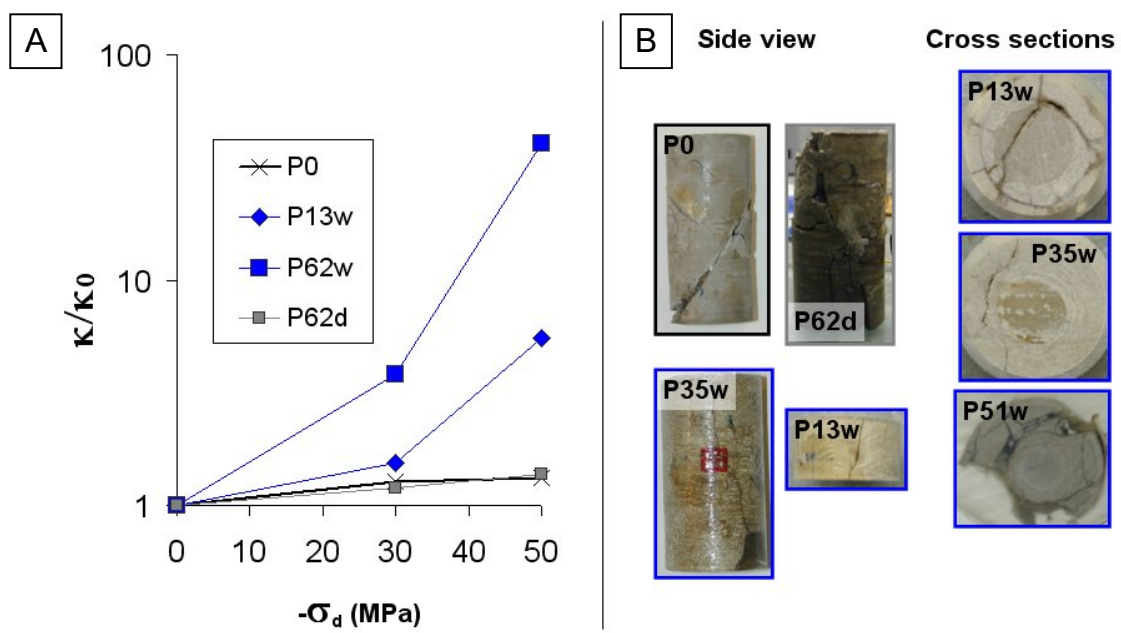 A
100
10
1
κ/κ0
P0
P13w
P62w
P62d
0 10 20 30 40 50
-σd (MPa)
B
Side view
Cross sections
P0
P62d
P35w
P13w
P13w
P35w
P51w